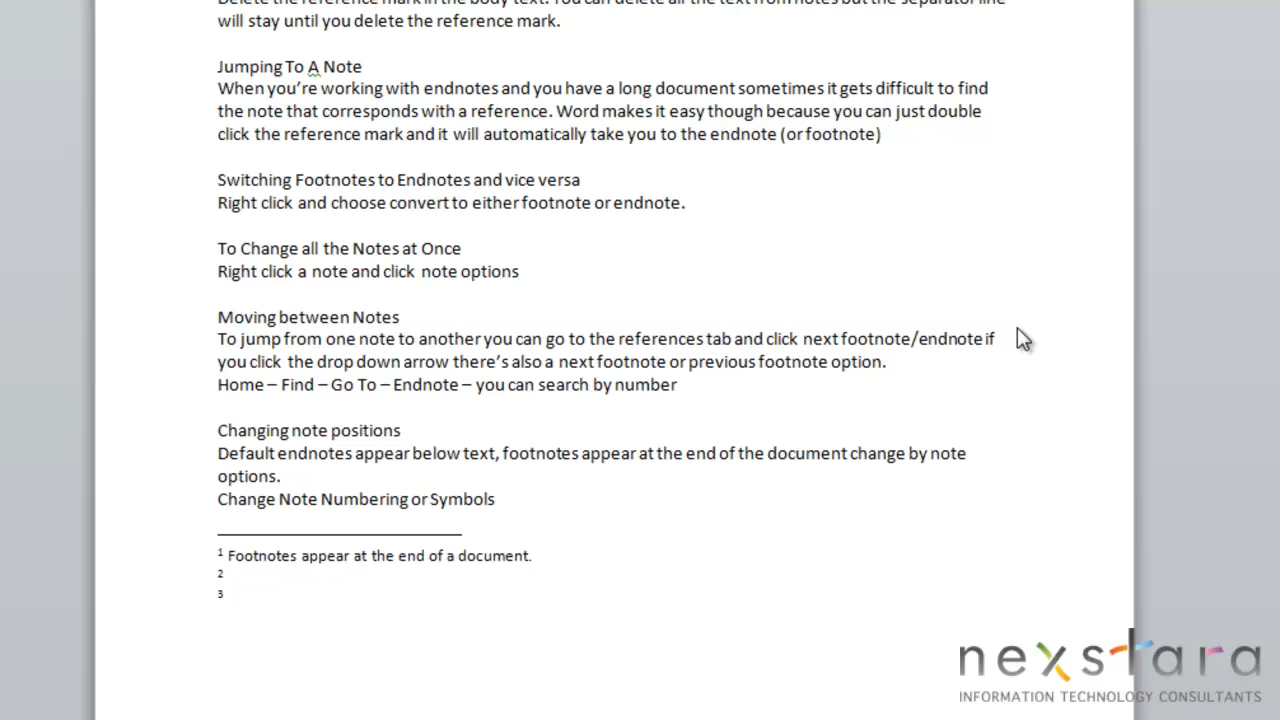 Delete the reference mark in the body text. You can delete all the text from notes but the separator line
will stay until you delete the reference mark.
Jumping To A Note
When you're working with endnotes and you have a long document sometimes it gets difficult to find
the note that corresponds with a reference. Word makes it easy though because you can just double
click the reference mark and it will automatically take you to the endnote (or footnote)
Switching Footnotes to Endnotes and vice versa
Right click and choose convert to either footnote or endnote.
To Change all the Notes at Once
Right click a note and click note options
Moving between Notes
To jump from one note to another you can go to the references tab and click next footnote/endnote if
you click the drop down arrow there's also a next footnote or previous footnote option.
Home – Find – Go To – Endnote – you can search by number
Changing note positions
Default endnotes appear below text, footnotes appear at the end of the document change by note
options.
Change Note Numbering or Symbols
1 Footnotes appear at the end of a document.
2
3
nexstara
INFORMATION TECHNOLOGY CONSULTANTS